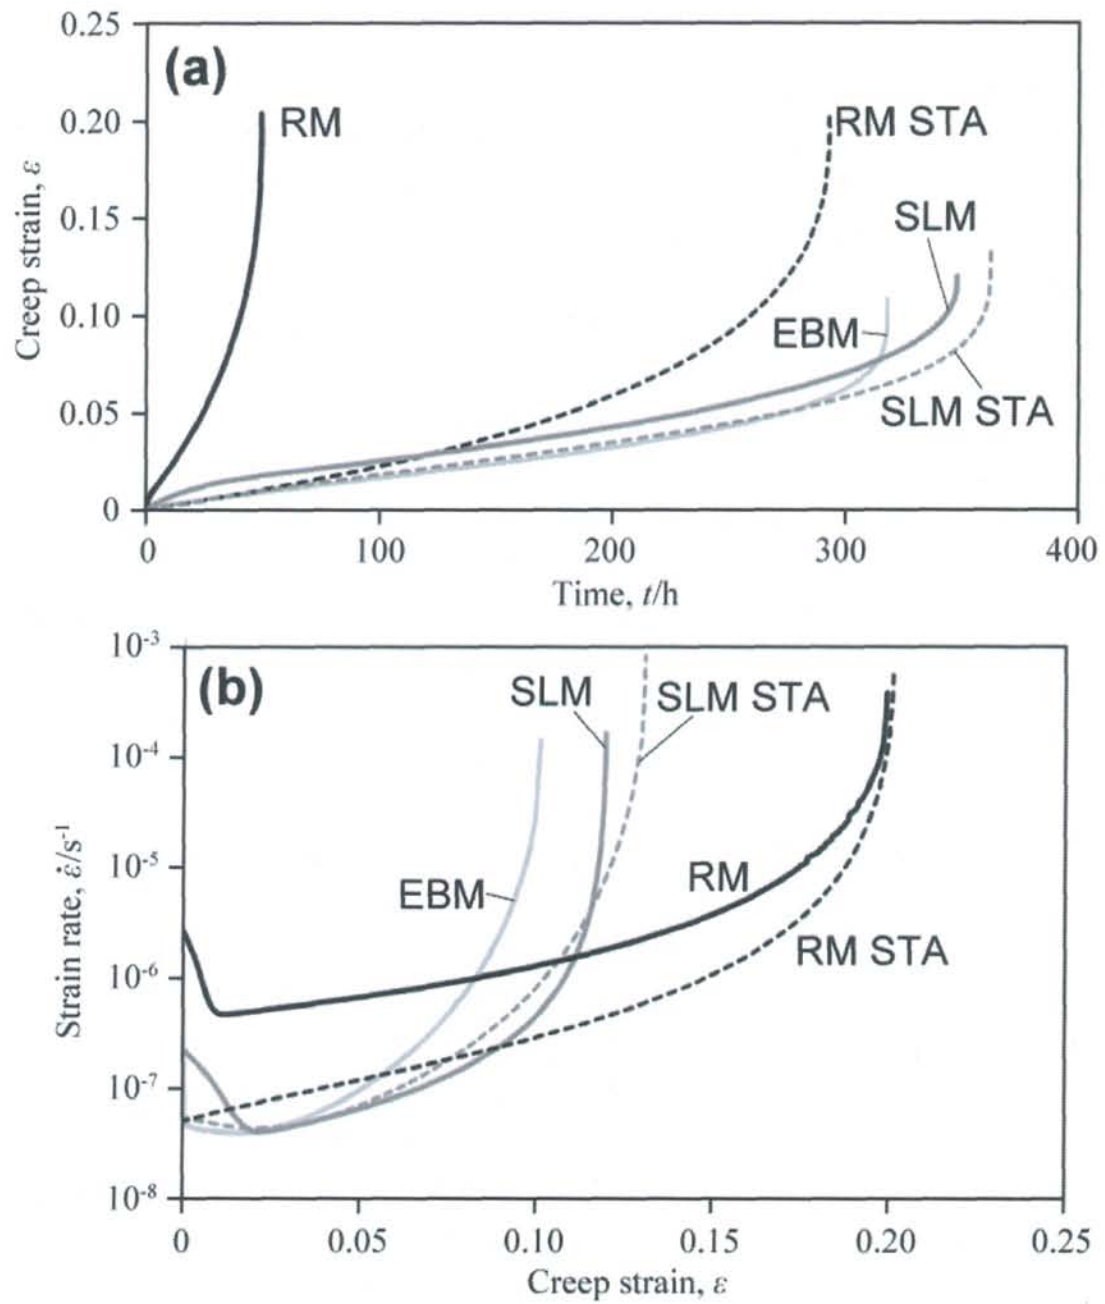 0.25
(a)
0.20
RM
RM STA
0.15
SLM
0.10
EBM
0.05
SLM STA
0
0 100 200 300 400
Creep strain, ε
Time, t/h
10⁻³
(b)
SLM
SLM STA
10⁻⁴
10⁻⁵
EBM
RM
RM STA
10⁻⁶
10⁻⁷
10⁻⁸
0 0.05 0.10 0.15 0.20 0.25
Strain rate, ε̇/s⁻¹
Creep strain, ε